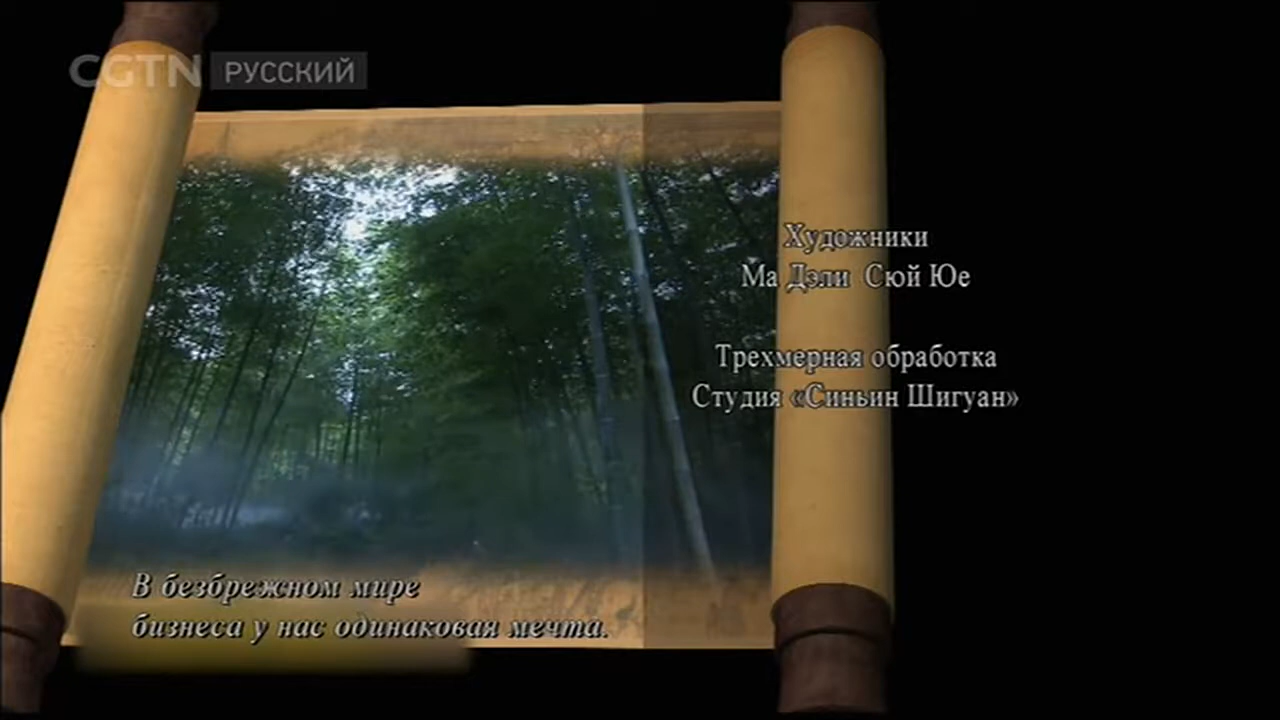 CGTN РУССКИЙ
Художники
Ма Дэли Сюй Юе
Трехмерная обработка
Студия «Синьин Шигуан»
В безбрежном мире
бизнеса у нас одинаковая мечта.